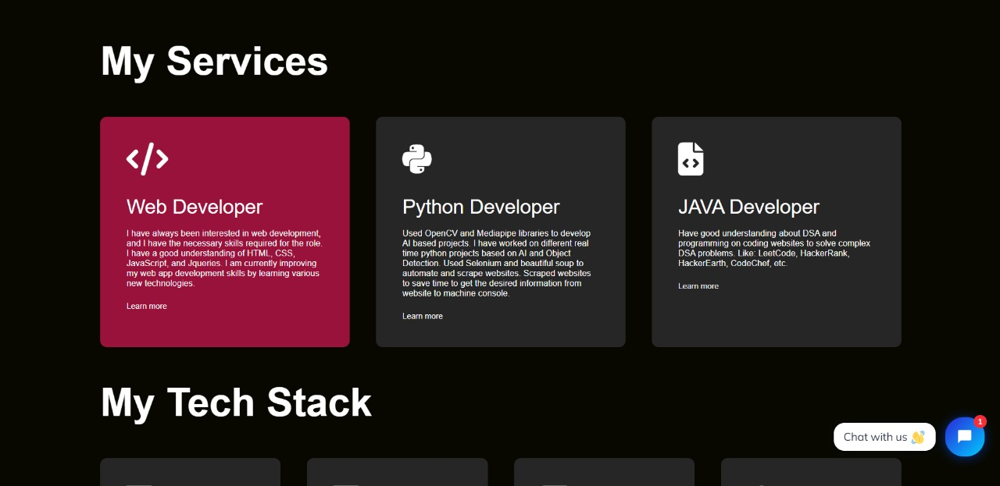 My Services
Web Developer
I have always been interested in web development,
and I have the necessary skills required for the role.
I have a good understanding of HTML, CSS,
JavaScript, and Jqueries. I am currently improving
my web app development skills by learning various
new technologies.
Learn more
Python Developer
Used OpenCV and Mediapipe libraries to develop
AI based projects. I have worked on different real
time python projects based on AI and Object
Detection. Used Selenium and beautiful soup to
automate and scrape websites. Scraped websites
to save time to get the desired information from
website to machine console.
Learn more
JAVA Developer
Have good understanding about DSA and
programming on coding websites to solve complex
DSA problems. Like: LeetCode, HackerRank,
HackerEarth, CodeChef, etc.
Learn more
My Tech Stack
Chat with us 👋
1